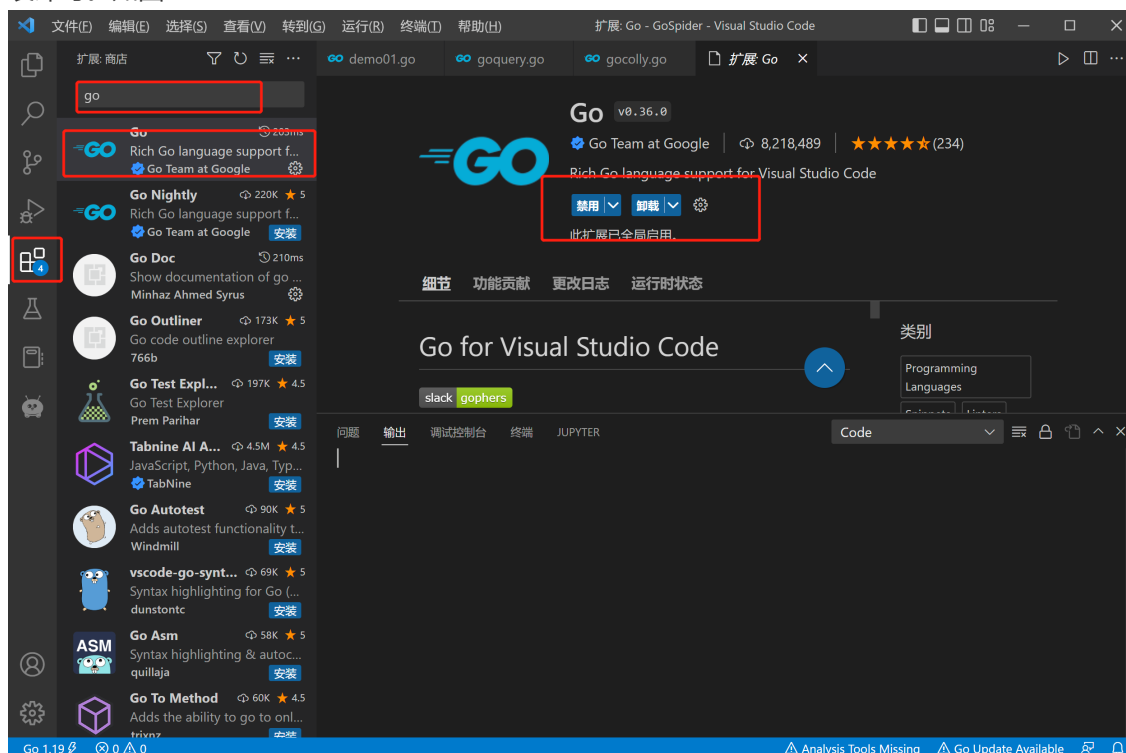 文件(F) 编辑(E) 选择(S) 查看(V) 转到(G) 运行(R) 终端(T) 帮助(H) 扩展: Go - GoSpider - Visual Studio Code
扩展: 商店
demo01.go goquery.go gocolly.go 扩展: Go
go
Go 203ms
Rich Go language support f...
Go Team at Google
Go Nightly 220K 5
Rich Go language support f...
Go Team at Google 安装
Go Doc 210ms
Show documentation of go ...
Minhaz Ahmed Syrus
Go Outliner 173K 5
Go code outline explorer
766b 安装
Go Test Expl... 197K 4.5
Go Test Explorer
Prem Parihar 安装
Tabnine AI A... 4.5M 4.5
JavaScript, Python, Java, Typ...
TabNine 安装
Go Autotest 90K 5
Adds autotest functionality t...
Windmill 安装
vscode-go-synt... 69K 5
Syntax highlighting for Go (...
dunstontc 安装
ASM
Go Asm 58K 5
Syntax highlighting & autoc...
quillaja 安装
Go To Method 60K 4.5
Adds the ability to go to onl...
trixnz 安装
GO
Go v0.36.0
Go Team at Google 8,218,489 (234)
Rich Go language support for Visual Studio Code
禁用 卸载
此扩展已全局启用。
细节 功能贡献 更改日志 运行时状态
Go for Visual Studio Code
slack gophers
类别
Programming
Languages
Snippets Linters
问题 输出 调试控制台 终端 JUPYTER Code
4
Go 1.19 0 0 Analysis Tools Missing Go Update Available